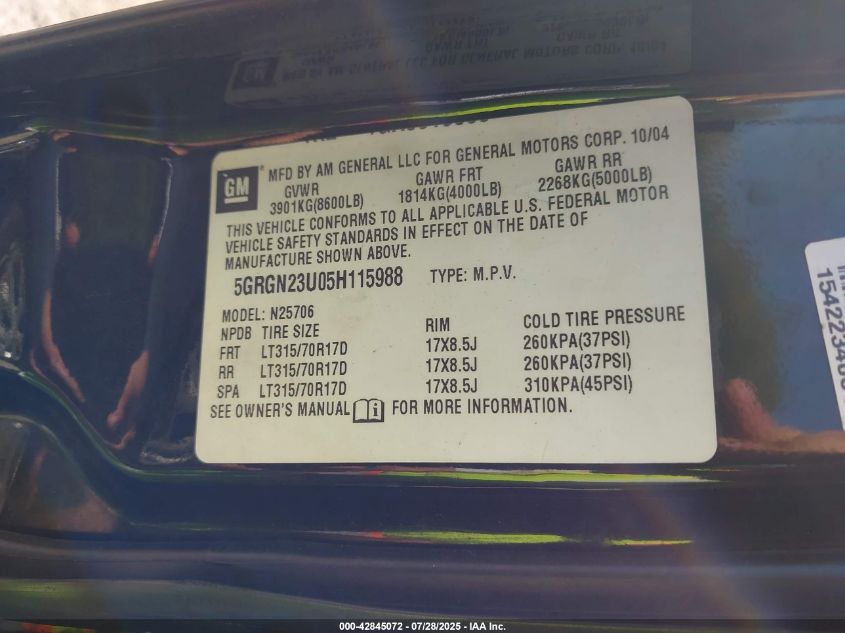 GM
MFD BY AM GENERAL LLC FOR GENERAL MOTORS CORP. 10/04
GVWR GAWR FRT GAWR RR
3901KG(8600LB) 1814KG(4000LB) 2268KG(5000LB)
THIS VEHICLE CONFORMS TO ALL APPLICABLE U.S. FEDERAL MOTOR
VEHICLE SAFETY STANDARDS IN EFFECT ON THE DATE OF
MANUFACTURE SHOWN ABOVE.
5GRGN23U05H115988 TYPE: M.P.V.
MODEL: N25706
NPDB TIRE SIZE RIM COLD TIRE PRESSURE
FRT LT315/70R17D 17X8.5J 260KPA(37PSI)
RR LT315/70R17D 17X8.5J 260KPA(37PSI)
SPA LT315/70R17D 17X8.5J 310KPA(45PSI)
SEE OWNER'S MANUAL FOR MORE INFORMATION.
000-42845072 / 07/28/2025 - IAA Inc.